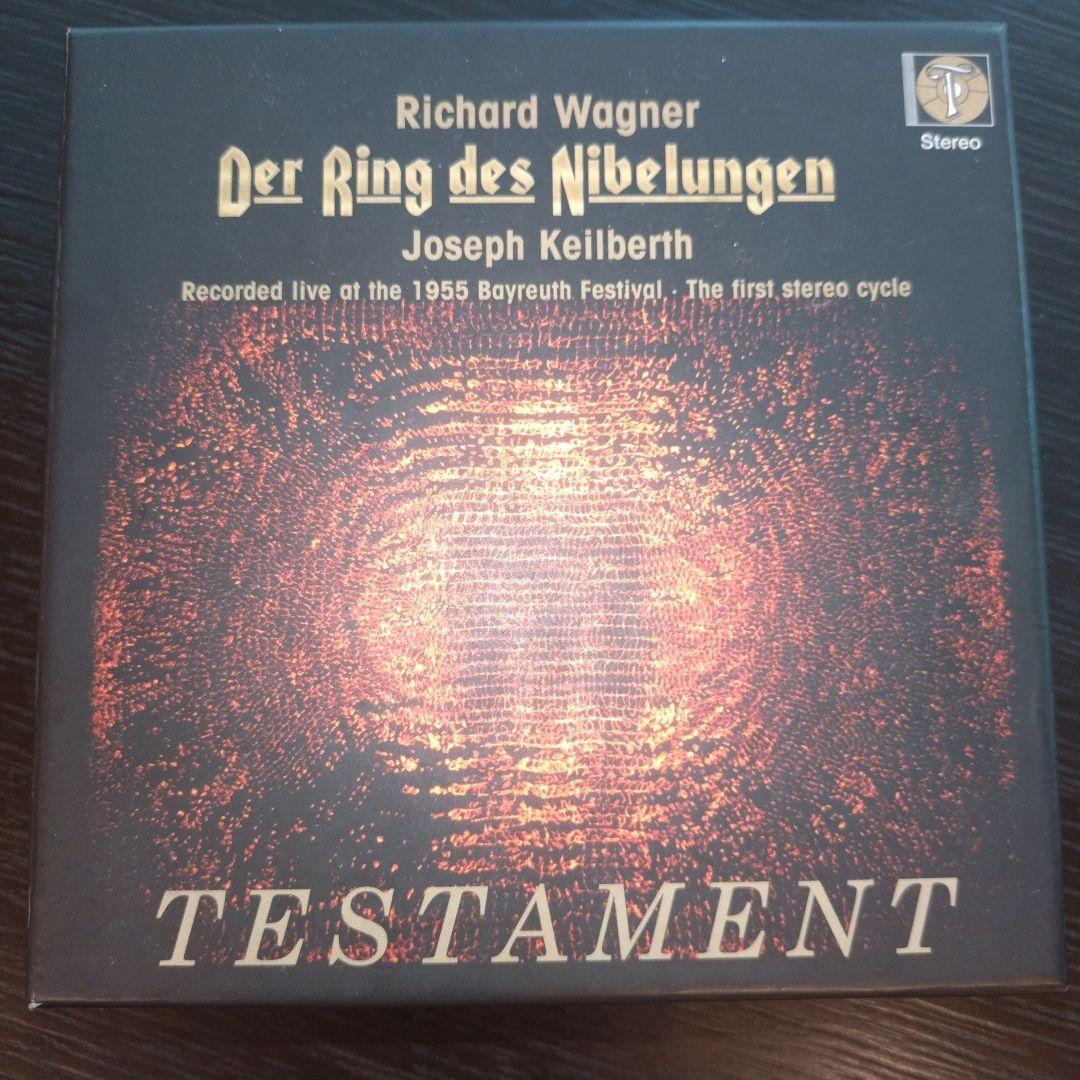 Richard Wagner
Der Ring des Nibelungen
Joseph Keilberth
Recorded live at the 1955 Bayreuth Festival · The first stereo cycle
TP
Stereo
TESTAMENT